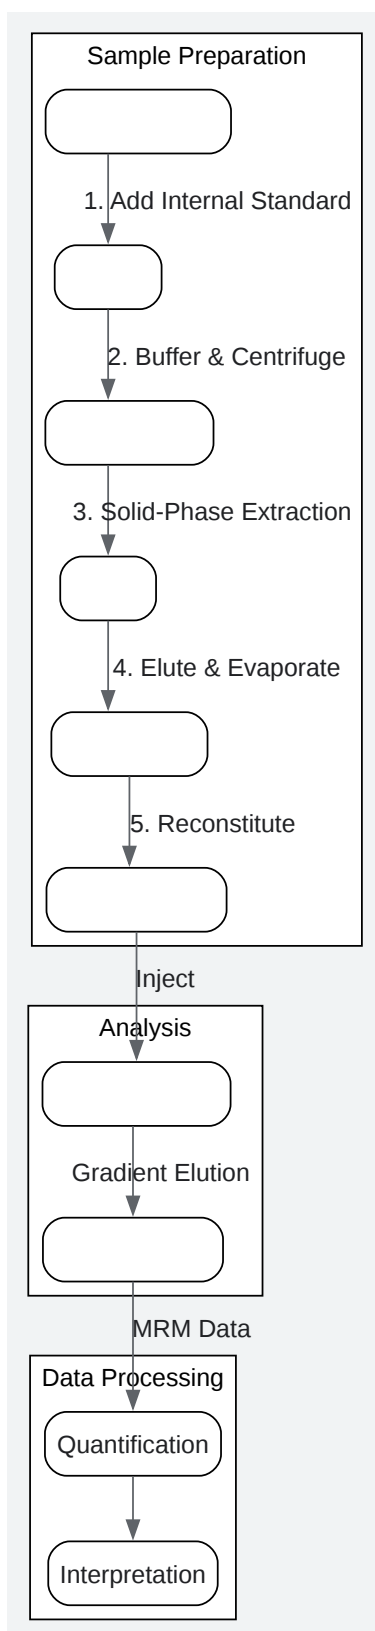 Sample Preparation
1. Add Internal Standard
2. Buffer & Centrifuge
3. Solid-Phase Extraction
4. Elute & Evaporate
5. Reconstitute
Inject
Analysis
Gradient Elution
MRM Data
Data Processing
Quantification
Interpretation